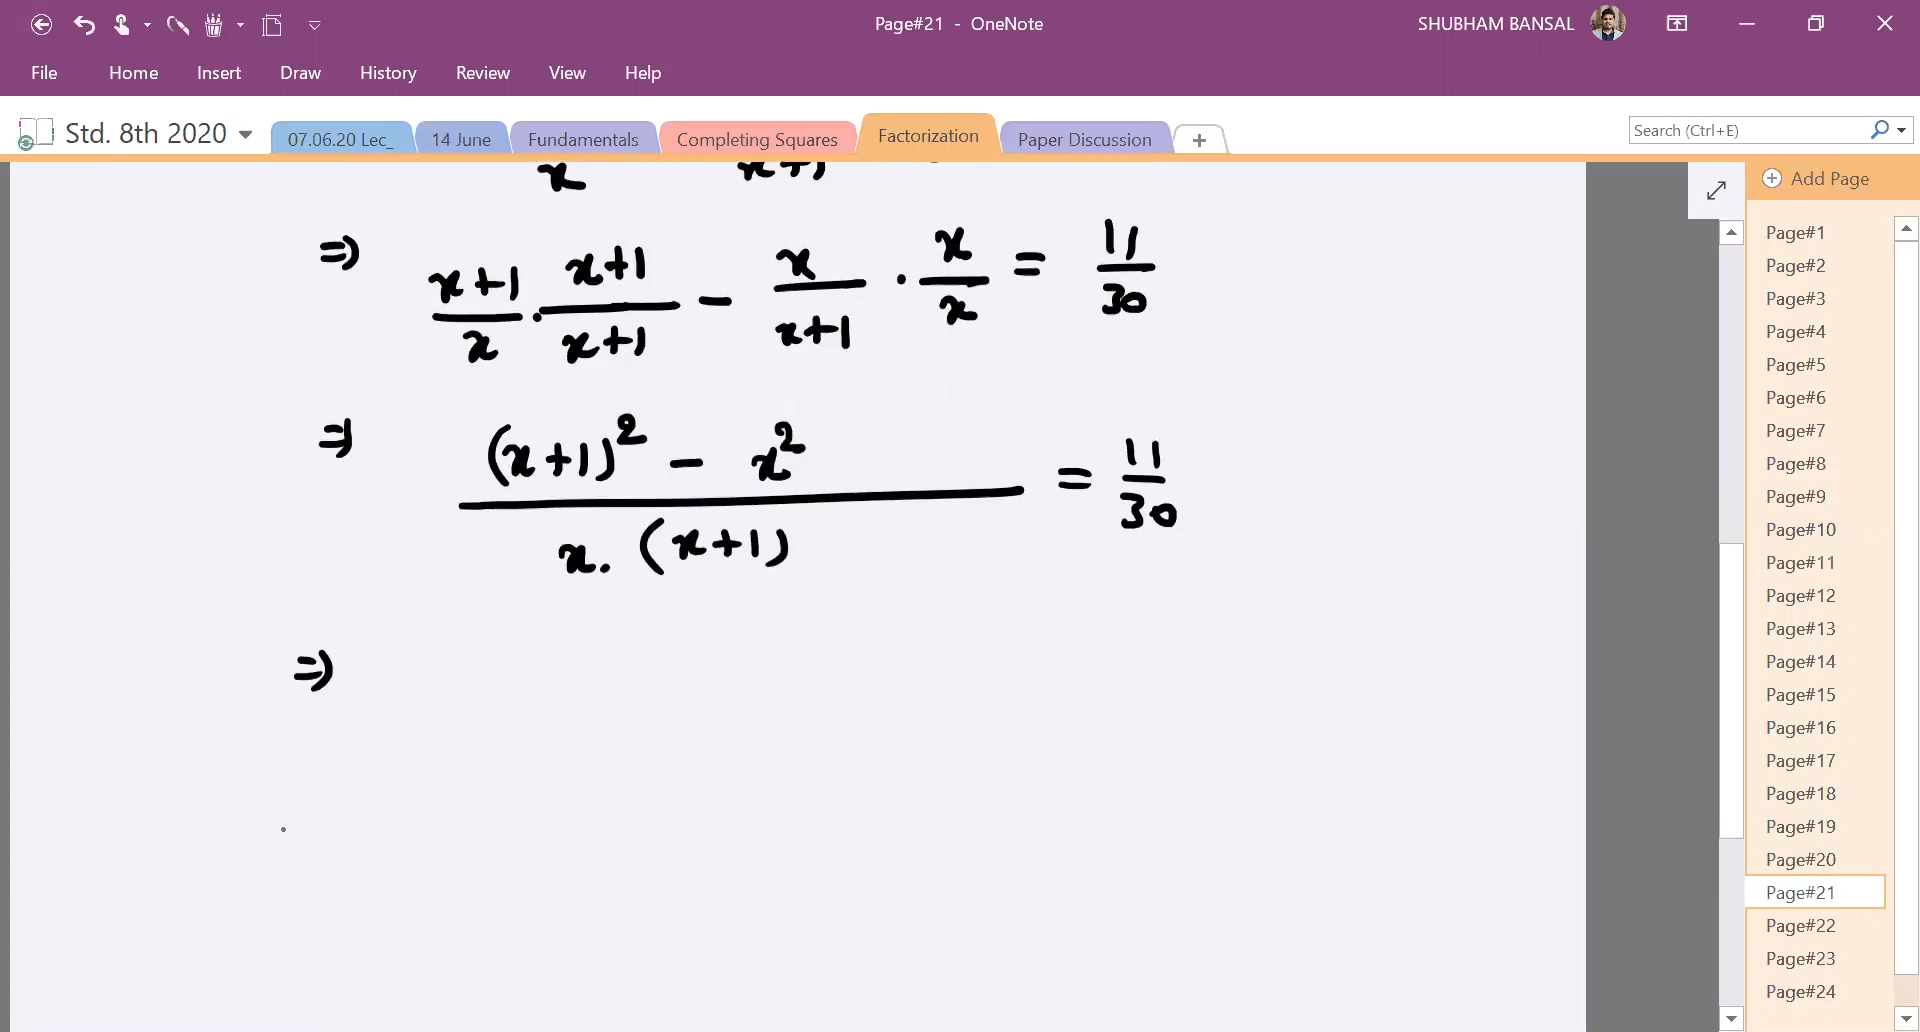 Page#21 - OneNote
SHUBHAM BANSAL
File Home Insert Draw History Review View Help
Std. 8th 2020
07.06.20 Lec_
14 June
Fundamentals
Completing Squares
Factorization
Paper Discussion
+
Search (Ctrl+E)
x x+1
⇒ (x+1)/x · (x+1)/(x+1) − x/(x+1) · x/x = 11/30
⇒ ((x+1)² − x²)/(x. (x+1)) = 11/30
⇒
Add Page
Page#1
Page#2
Page#3
Page#4
Page#5
Page#6
Page#7
Page#8
Page#9
Page#10
Page#11
Page#12
Page#13
Page#14
Page#15
Page#16
Page#17
Page#18
Page#19
Page#20
Page#21
Page#22
Page#23
Page#24